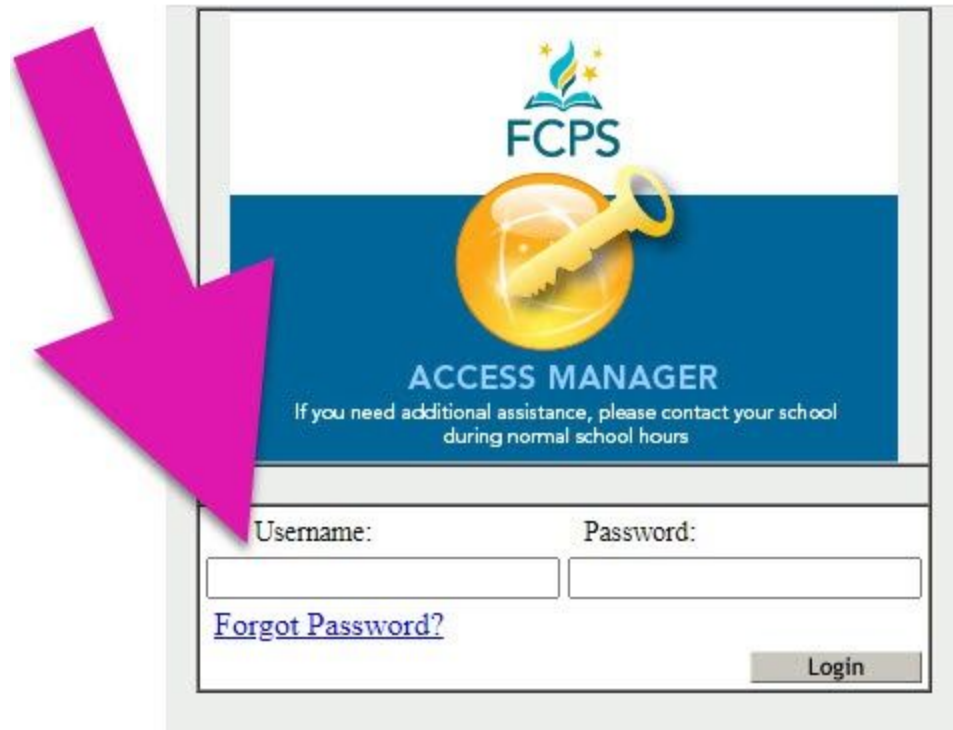 FCPS
ACCESS MANAGER
If you need additional assistance, please contact your school
during normal school hours
Username:
Password:
Forgot Password?
Login